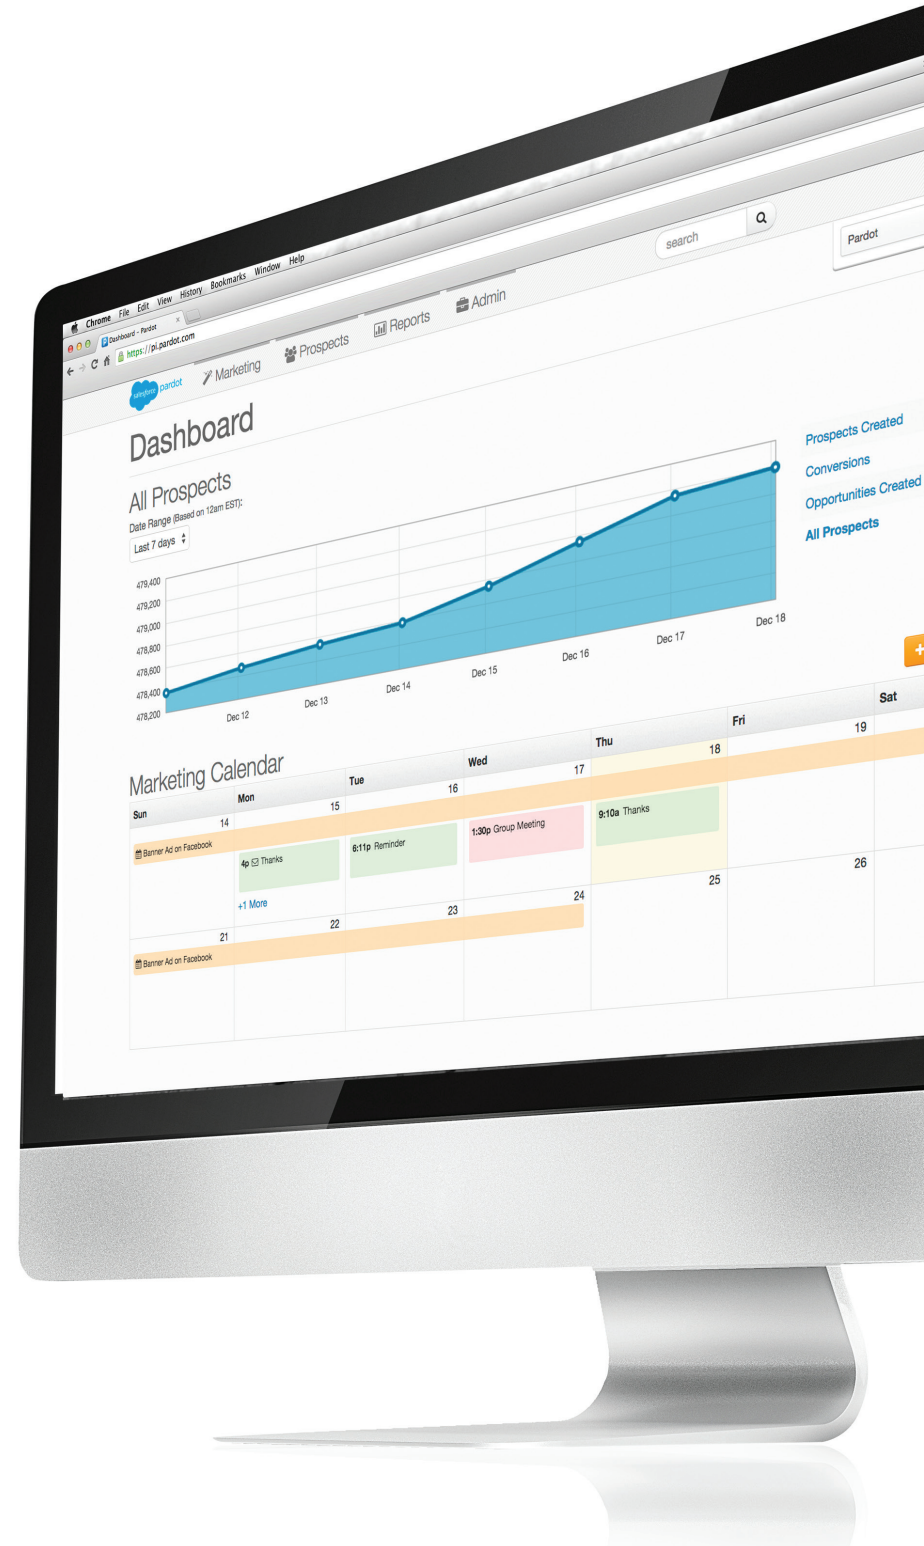 Chrome File Edit View History Bookmarks Window Help
Dashboard - Pardot ×
https://pi.pardot.com
salesforce pardot Marketing Prospects Reports Admin
search
Pardot
Dashboard
All Prospects
Date Range (Based on 12am EST):
Last 7 days
479,400
479,200
479,000
478,800
478,600
478,400
478,200
Dec 12 Dec 13 Dec 14 Dec 15 Dec 16 Dec 17 Dec 18
Prospects Created
Conversions
Opportunities Created
All Prospects
+
Marketing Calendar
Sun Mon Tue Wed Thu Fri Sat
14 15 16 17 18 19
Banner Ad on Facebook
4p Thanks
+1 More
6:11p Reminder
1:30p Group Meeting
9:10a Thanks
21 22 23 24 25 26
Banner Ad on Facebook